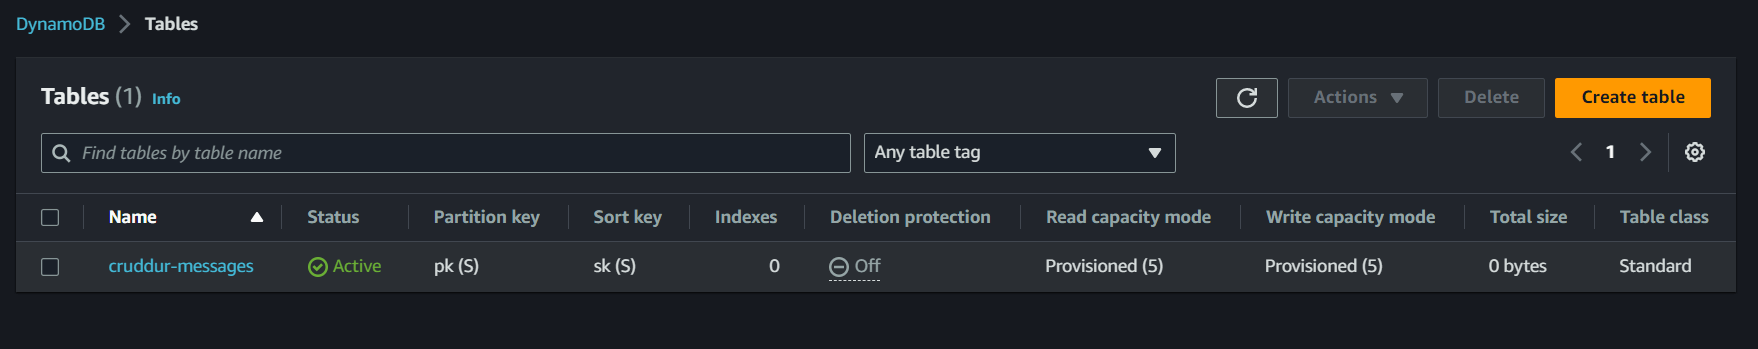 DynamoDB > Tables
Tables (1) Info
Actions Delete Create table
Find tables by table name Any table tag 1
Name Status Partition key Sort key Indexes Deletion protection Read capacity mode Write capacity mode Total size Table class
cruddur-messages Active pk (S) sk (S) 0 Off Provisioned (5) Provisioned (5) 0 bytes Standard